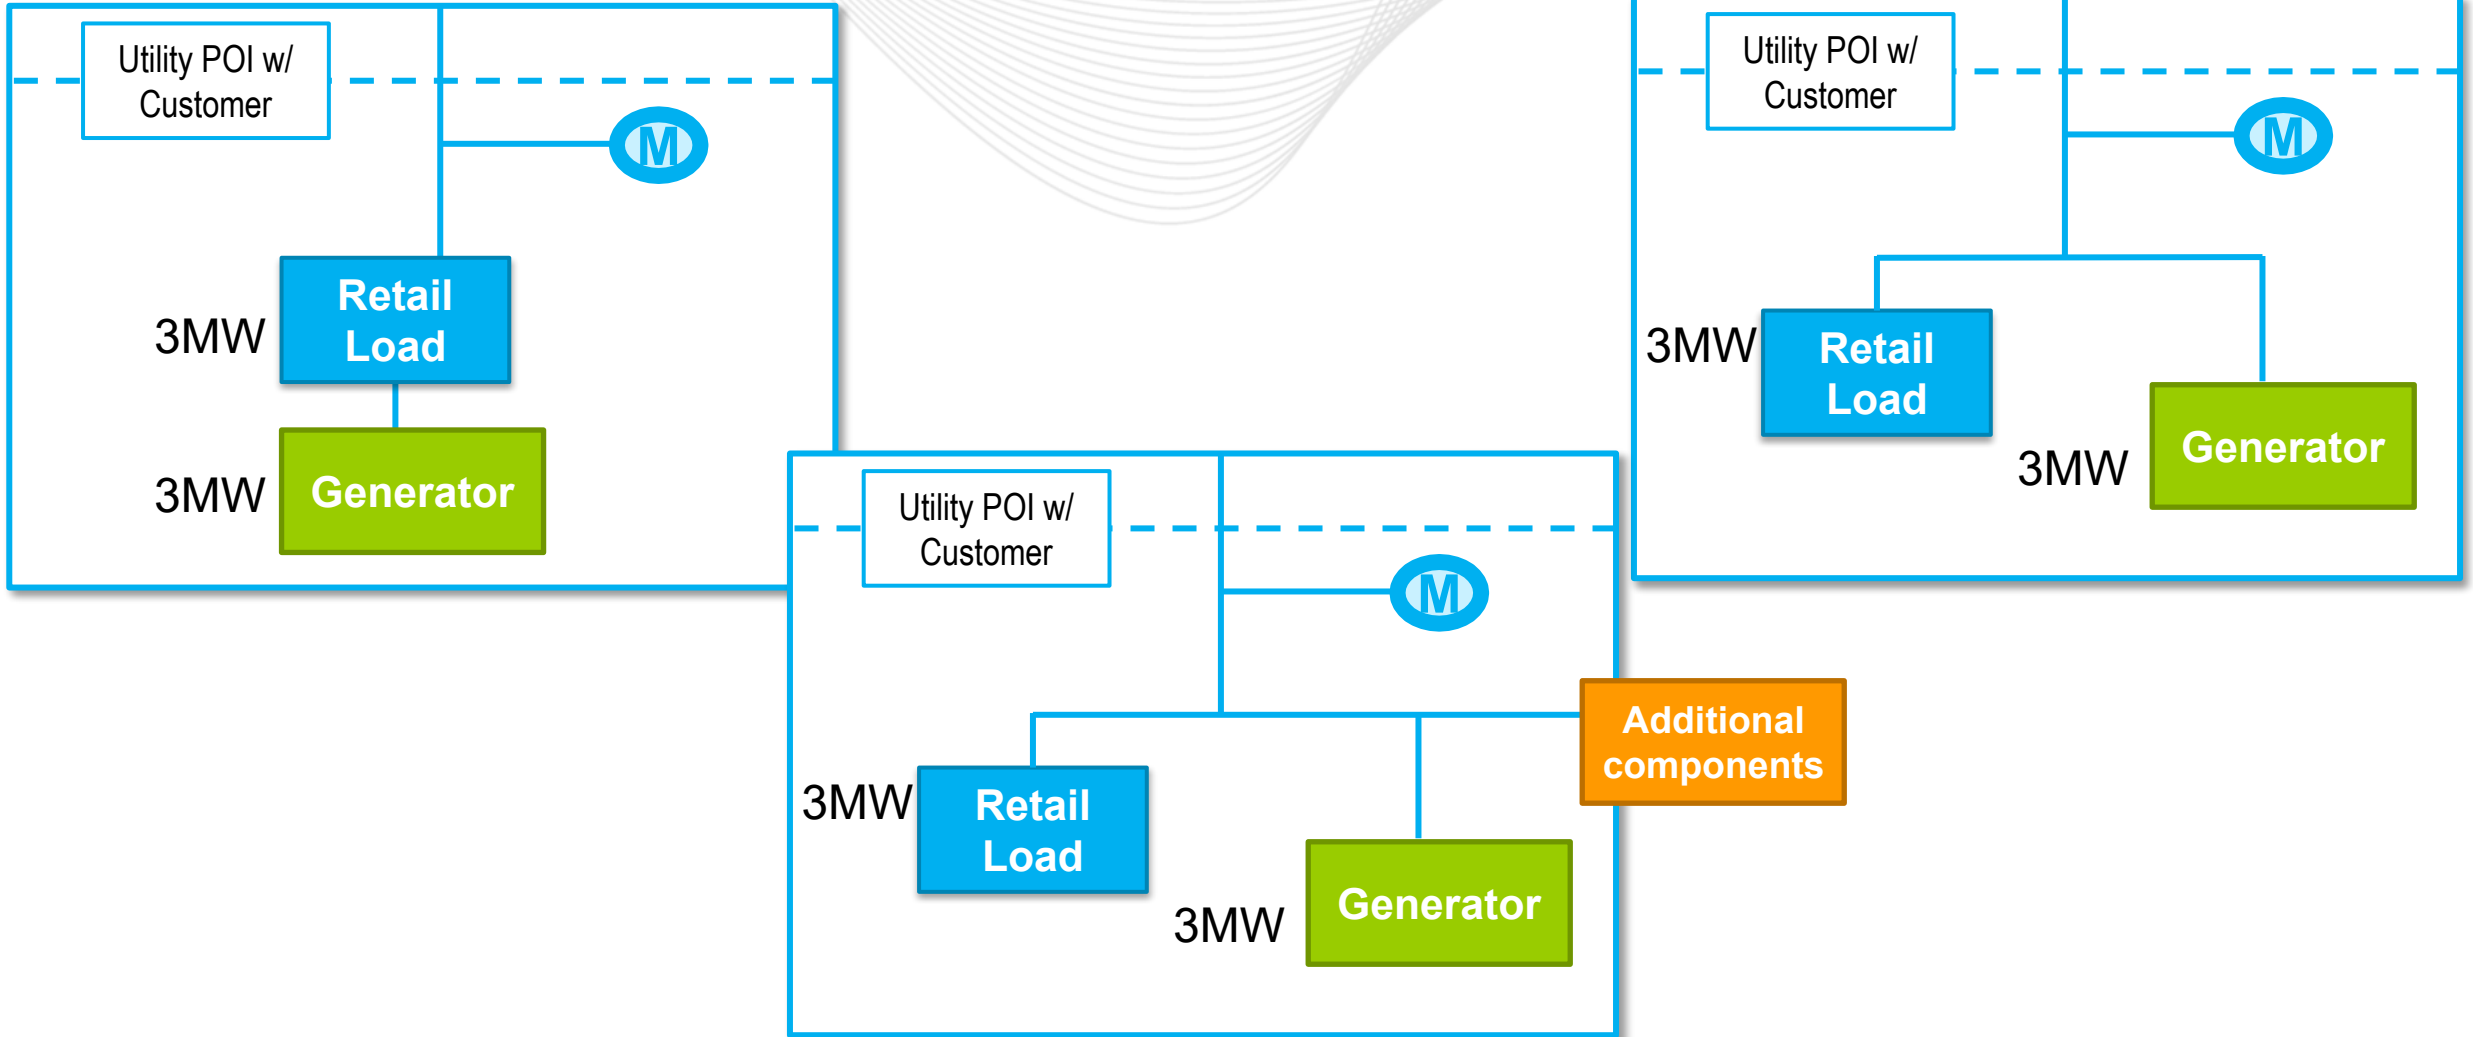 Utility POI w/
Customer
M
Retail
Load
3MW
Generator
3MW
Utility POI w/
Customer
M
Retail
Load
3MW
Generator
3MW
Additional
components
Utility POI w/
Customer
M
Retail
Load
3MW
Generator
3MW